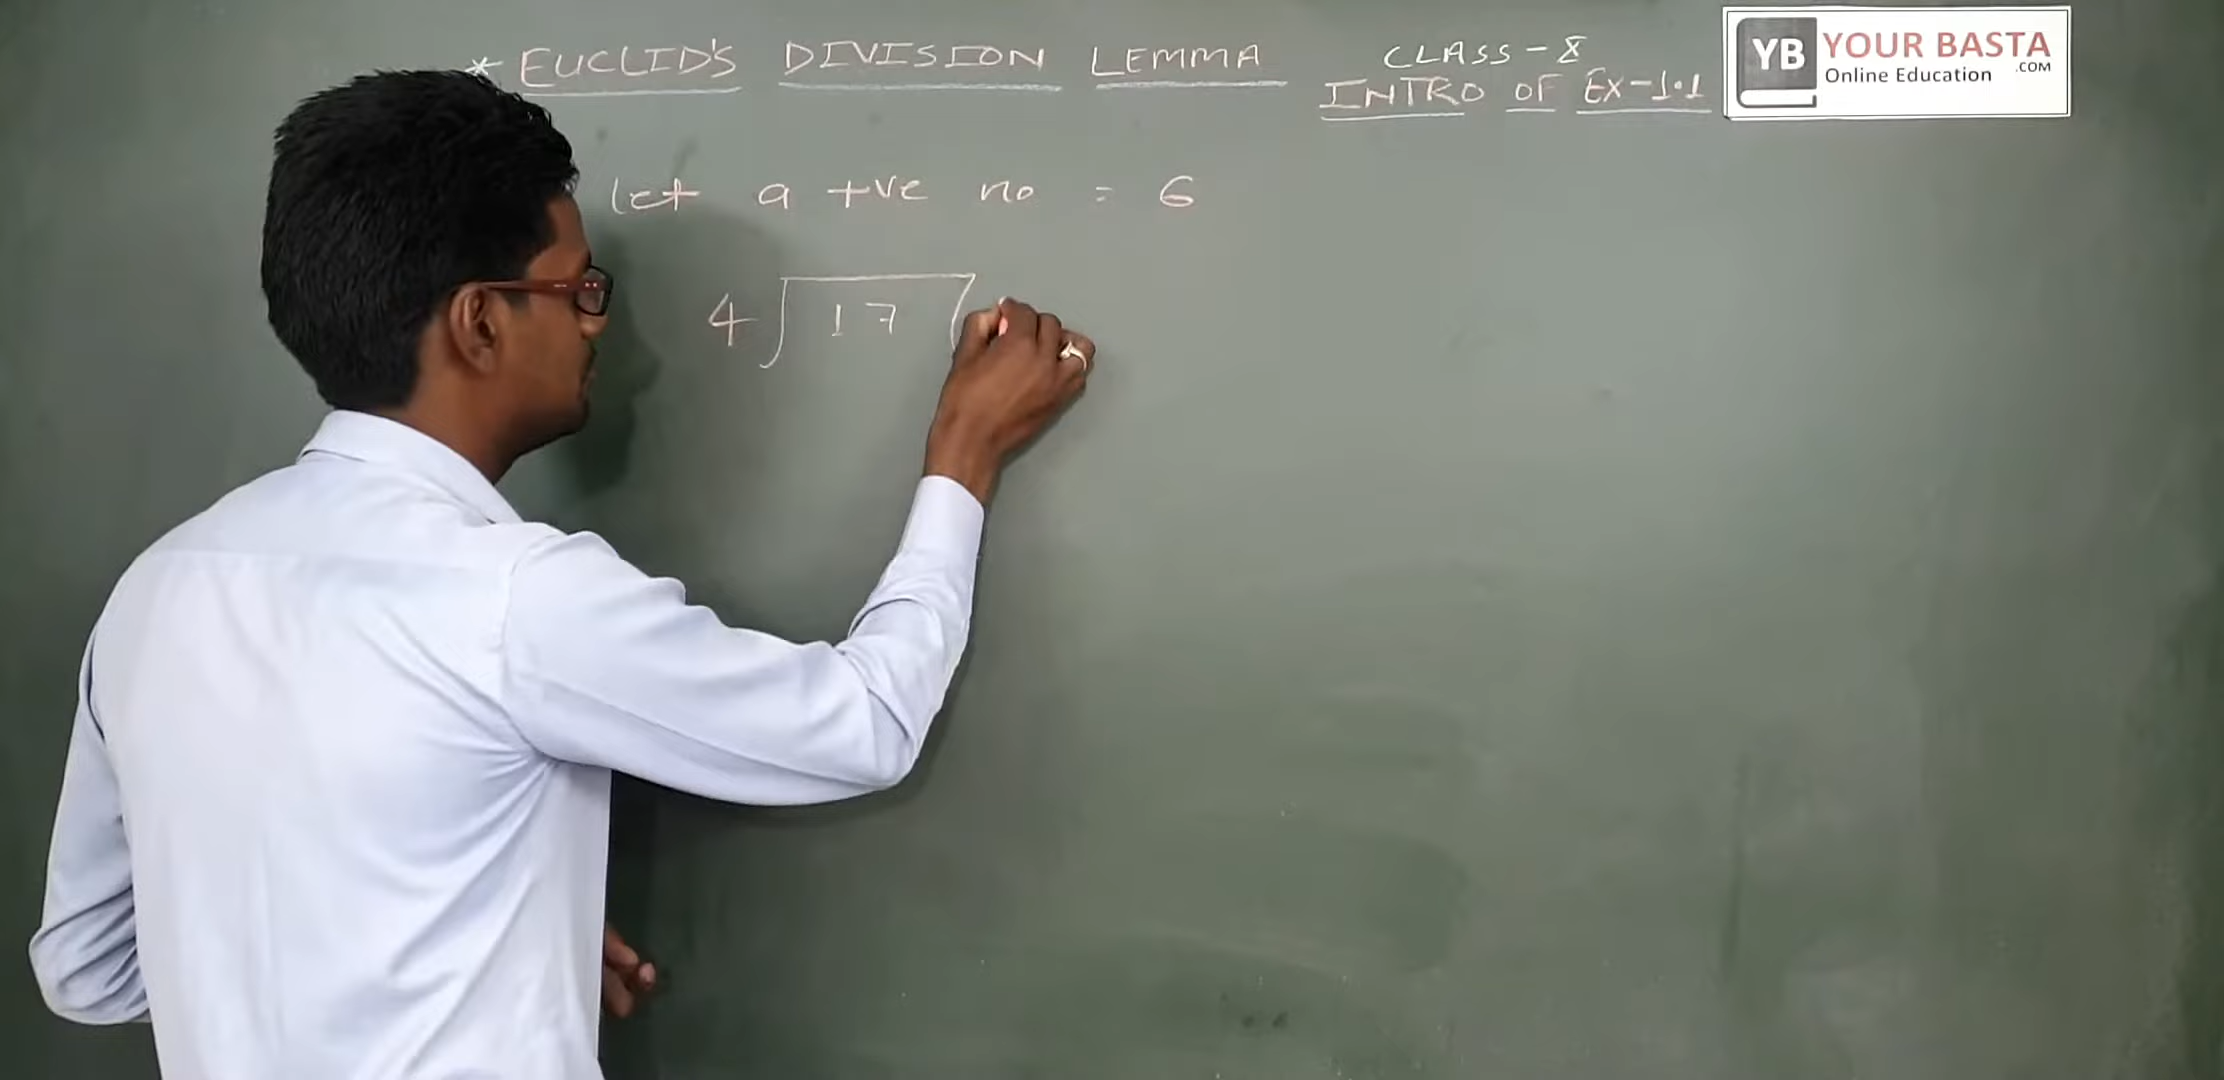 * EUCLID'S DIVISION LEMMA
CLASS - X
INTRO OF EX-1.1
YB YOUR BASTA
Online Education .COM
let a +ve no = 6
4 17